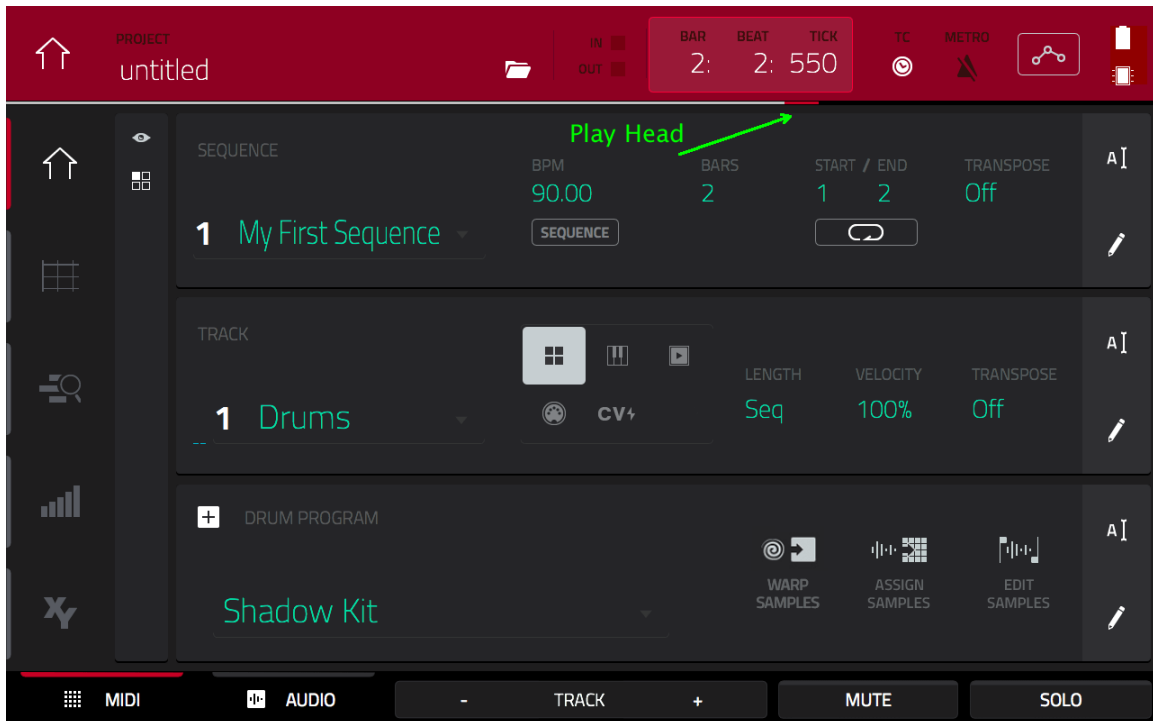 PROJECT
untitled
IN
OUT
BAR BEAT TICK
2: 2: 550
TC METRO
Play Head
SEQUENCE
BPM BARS START / END TRANSPOSE
90.00 2 1 2 Off
1 My First Sequence
SEQUENCE
TRACK
LENGTH VELOCITY TRANSPOSE
1 Drums
CV
Seq 100% Off
DRUM PROGRAM
WARP SAMPLES
ASSIGN SAMPLES
EDIT SAMPLES
Shadow Kit
A
A
A
XY
MIDI AUDIO - TRACK + MUTE SOLO